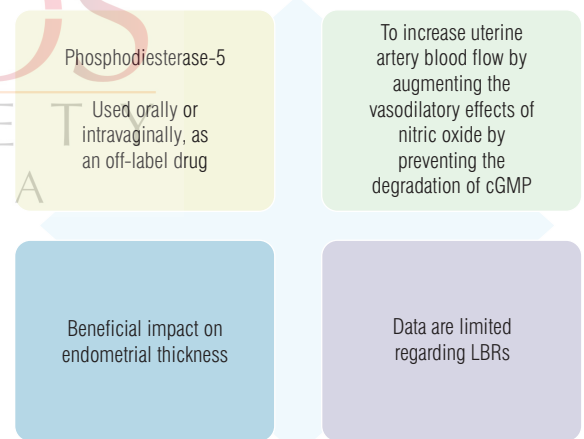 Phosphodiesterase-5
Used orally or
intravaginally, as
an off-label drug
To increase uterine
artery blood flow by
augmenting the
vasodilatory effects of
nitric oxide by
preventing the
degradation of cGMP
Beneficial impact on
endometrial thickness
Data are limited
regarding LBRs